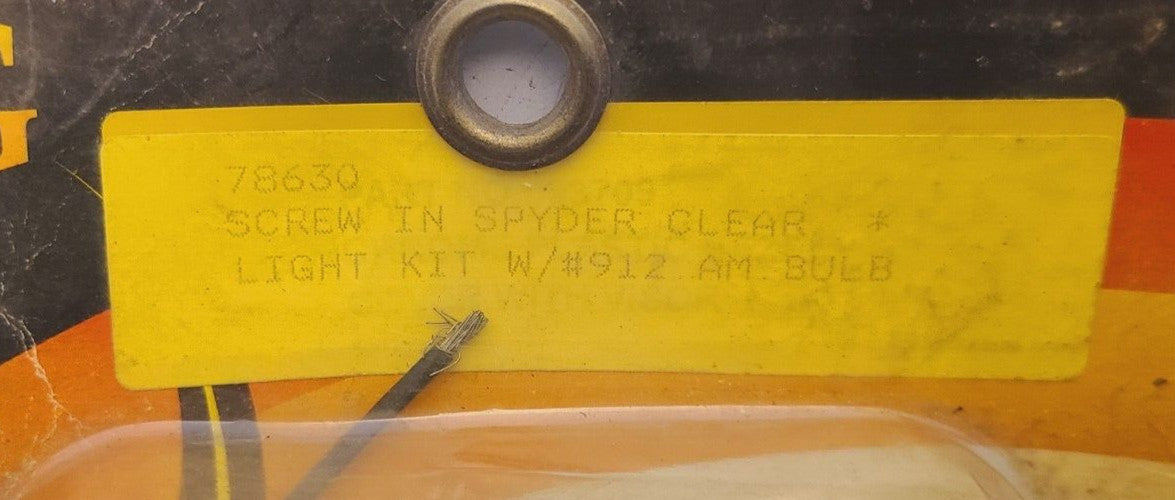 78630
SCREW IN SPYDER CLEAR *
LIGHT KIT W/#912 AM BULB